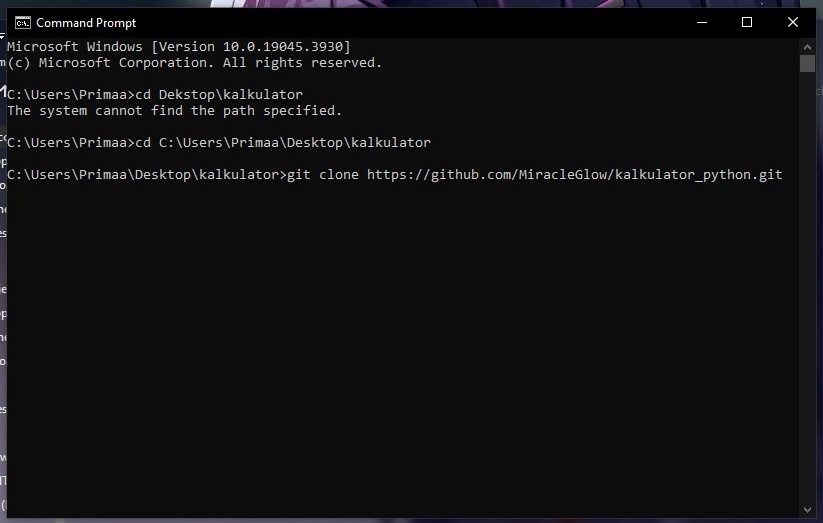 Command Prompt
Microsoft Windows [Version 10.0.19045.3930]
(c) Microsoft Corporation. All rights reserved.
C:\Users\Primaa>cd Dekstop\kalkulator
The system cannot find the path specified.
C:\Users\Primaa>cd C:\Users\Primaa\Desktop\kalkulator
C:\Users\Primaa\Desktop\kalkulator>git clone https://github.com/MiracleGlow/kalkulator_python.git